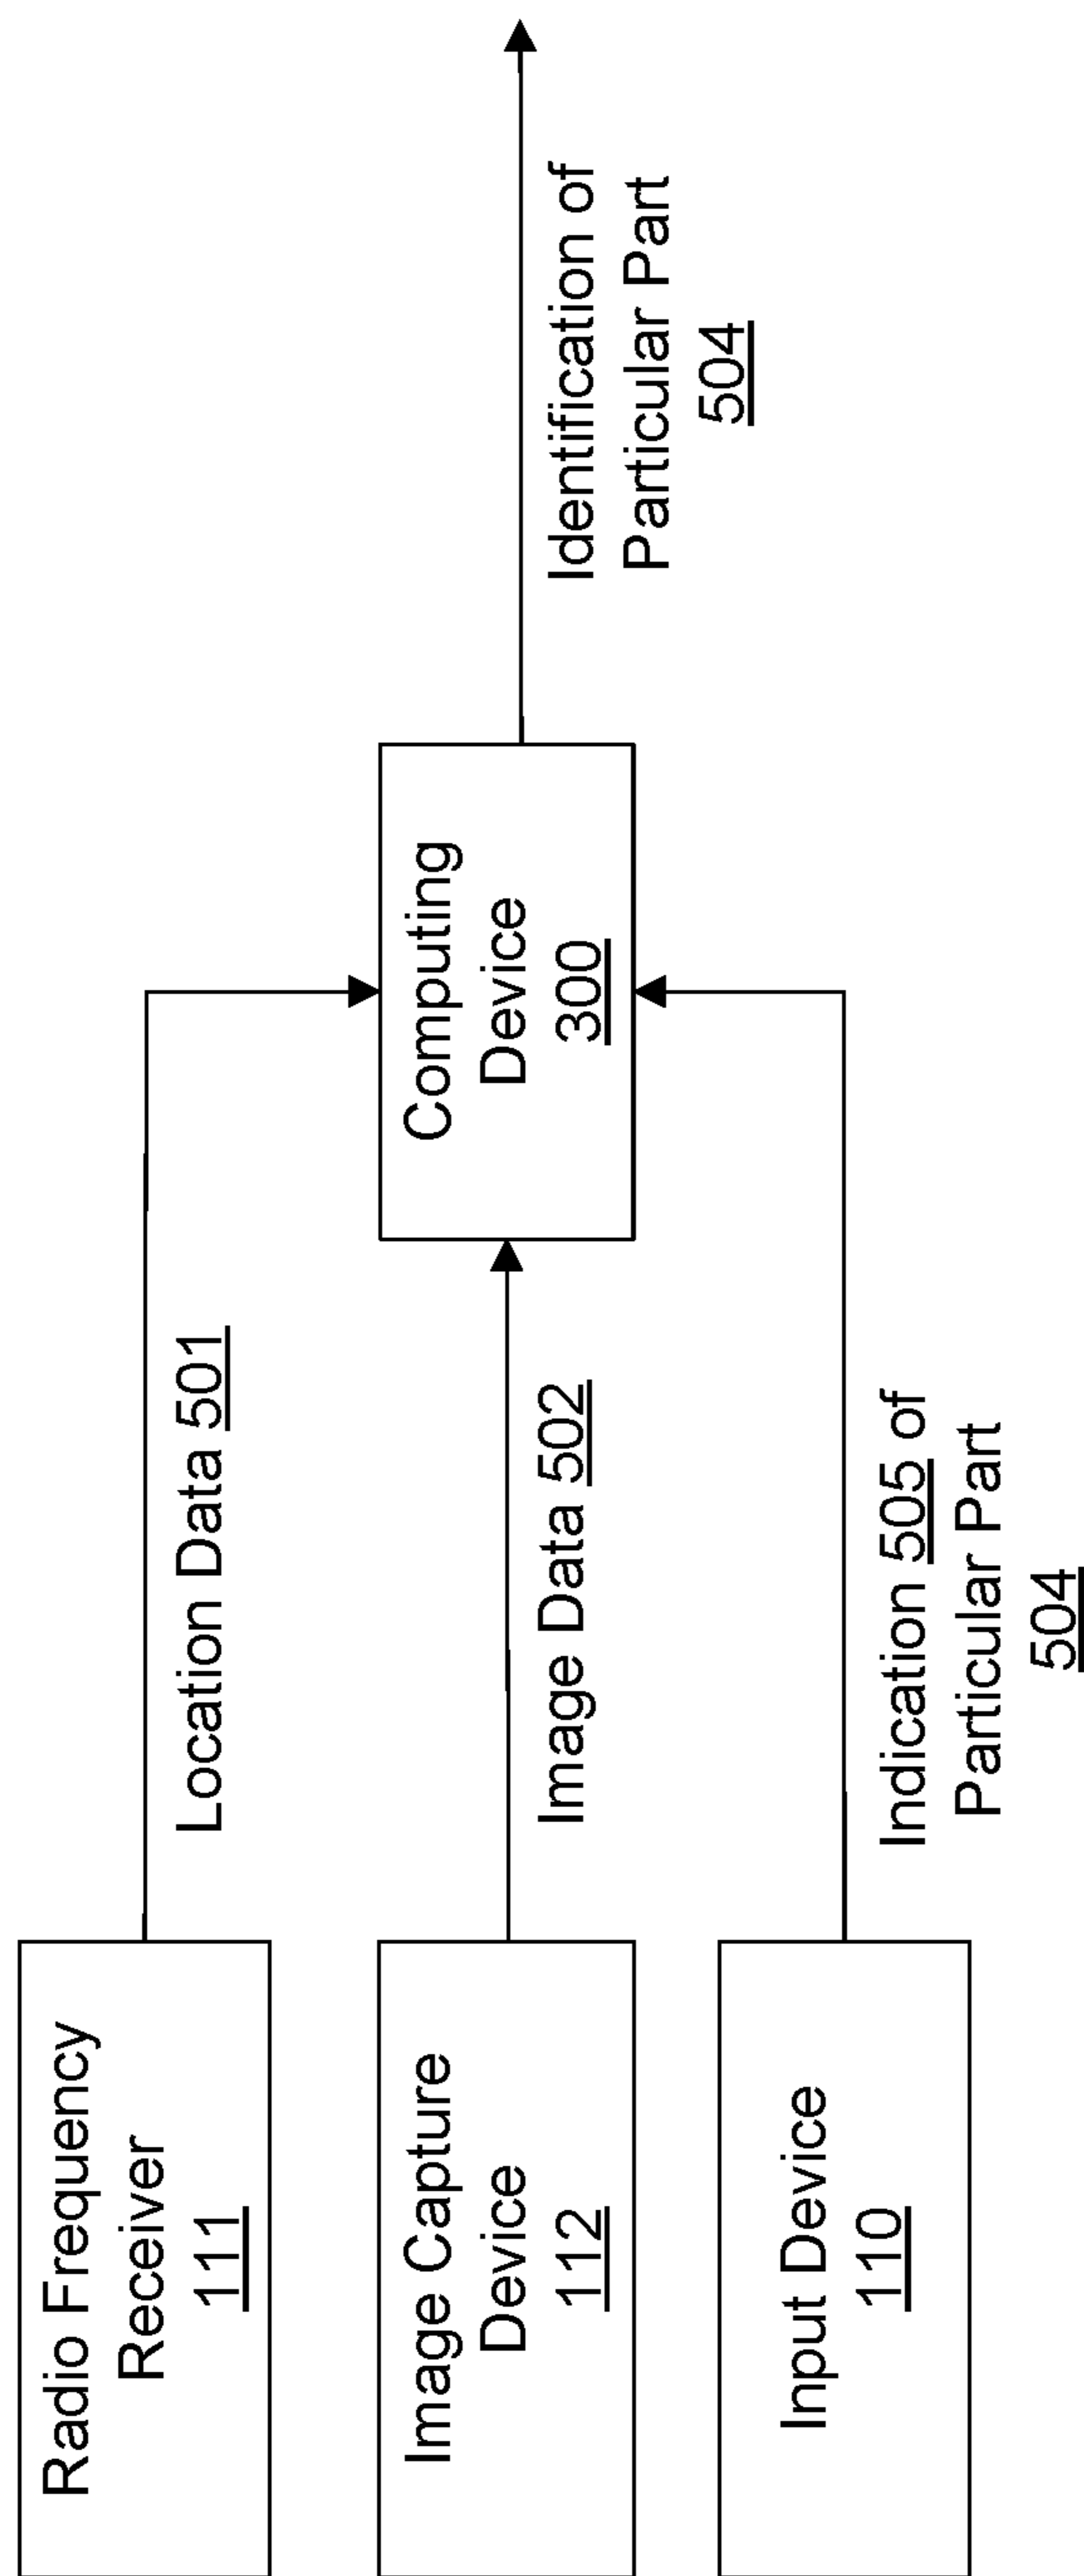 Radio Frequency
Receiver
111
Location Data 501
Image Capture
Device
112
Image Data 502
Input Device
110
Indication 505 of
Particular Part
504
Computing
Device
300
Identification of
Particular Part
504